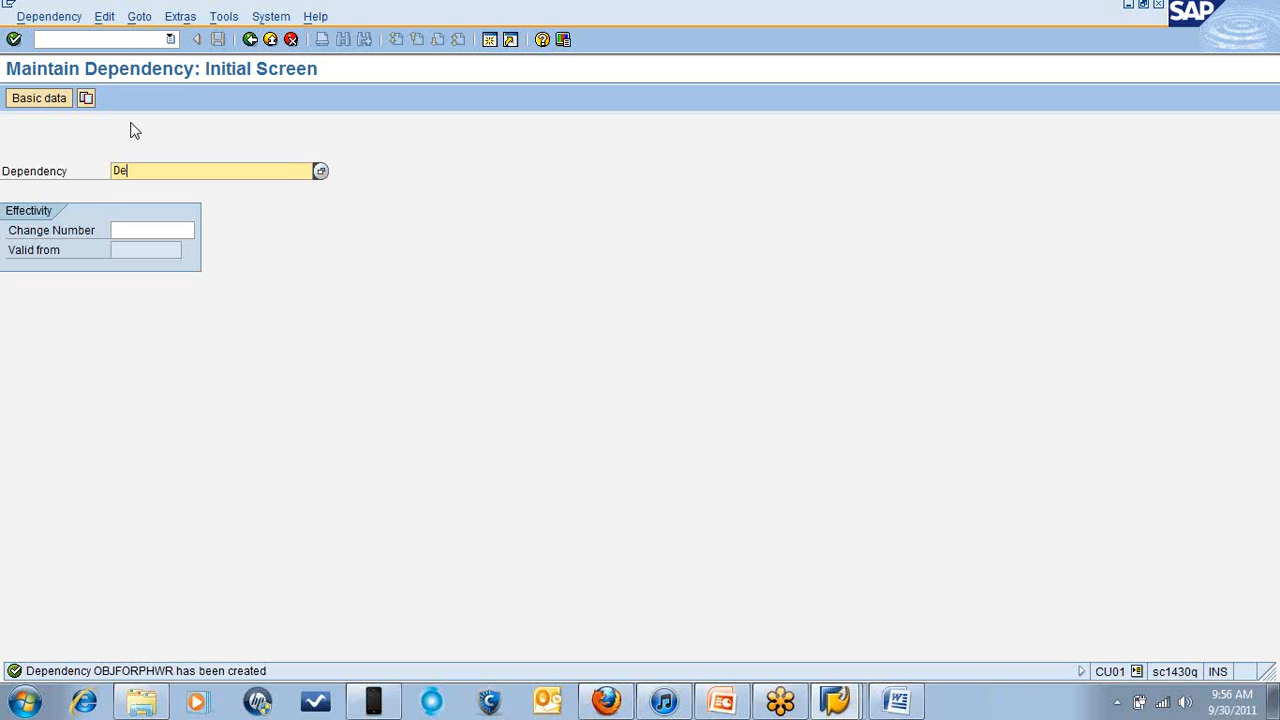 Dependency Edit Goto Extras Tools System Help
SAP
Maintain Dependency: Initial Screen
Basic data
Dependency De
Effectivity
Change Number
Valid from
Dependency OBJFORPHWR has been created
CU01 sc1430q INS
9:56 AM
9/30/2011